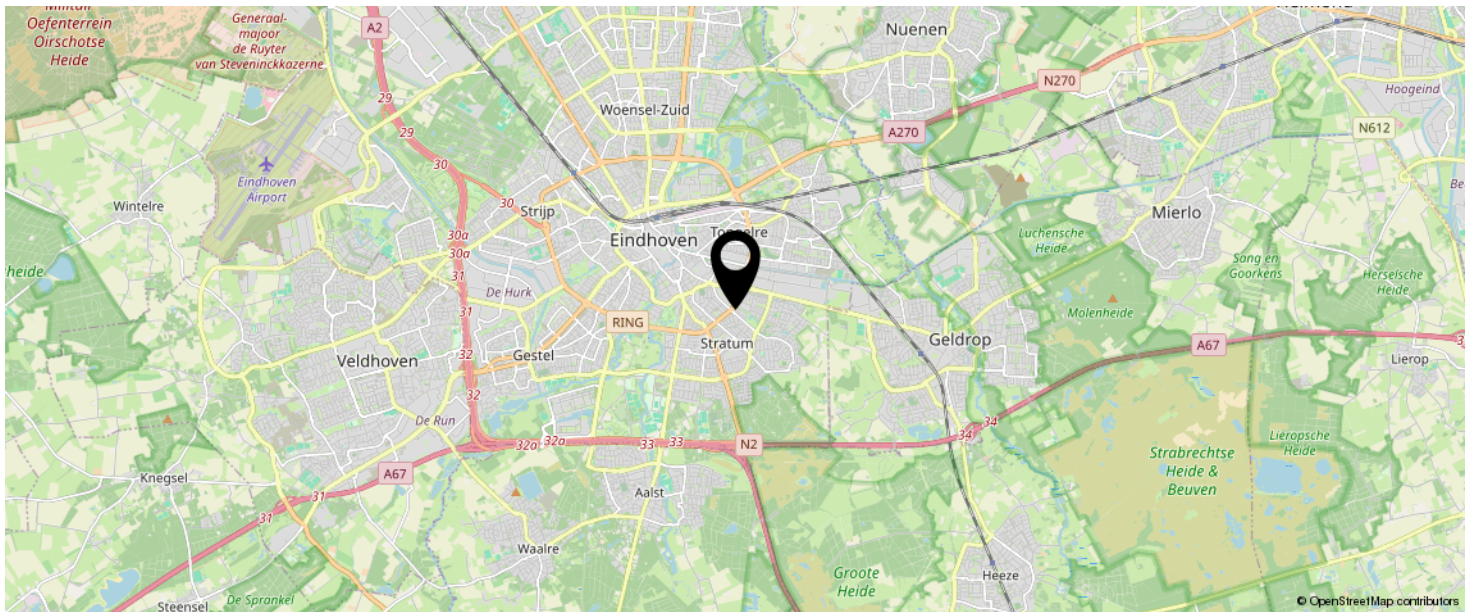 Oefenterrein
Oirschotse
Heide
Generaal-
majoor
de Ruyter
van Steveninckkazerne
A2
Nuenen
29
29
Woensel-Zuid
N270
Hoogeind
A270
N612
30
Eindhoven
Airport
30
Wintelre
Strijp
Mierlo
30a
30a
Eindhoven
Luchense
Heide
Sang en
Goorkens
Herselsche
Heide
31
De Hurk
31
Molenheide
RING
Stratum
Geldrop
A67
Lierop
Veldhoven
32
Gestel
32
De Run
32a
32a
33
33
N2
34
34
Strabrechtse
Heide &
Beuven
Lieropsche
Heide
Knegsel
A67
31
31
Aalst
Waalre
Groote
Heide
Heeze
Steensel
De Sprankel
© OpenStreetMap contributors